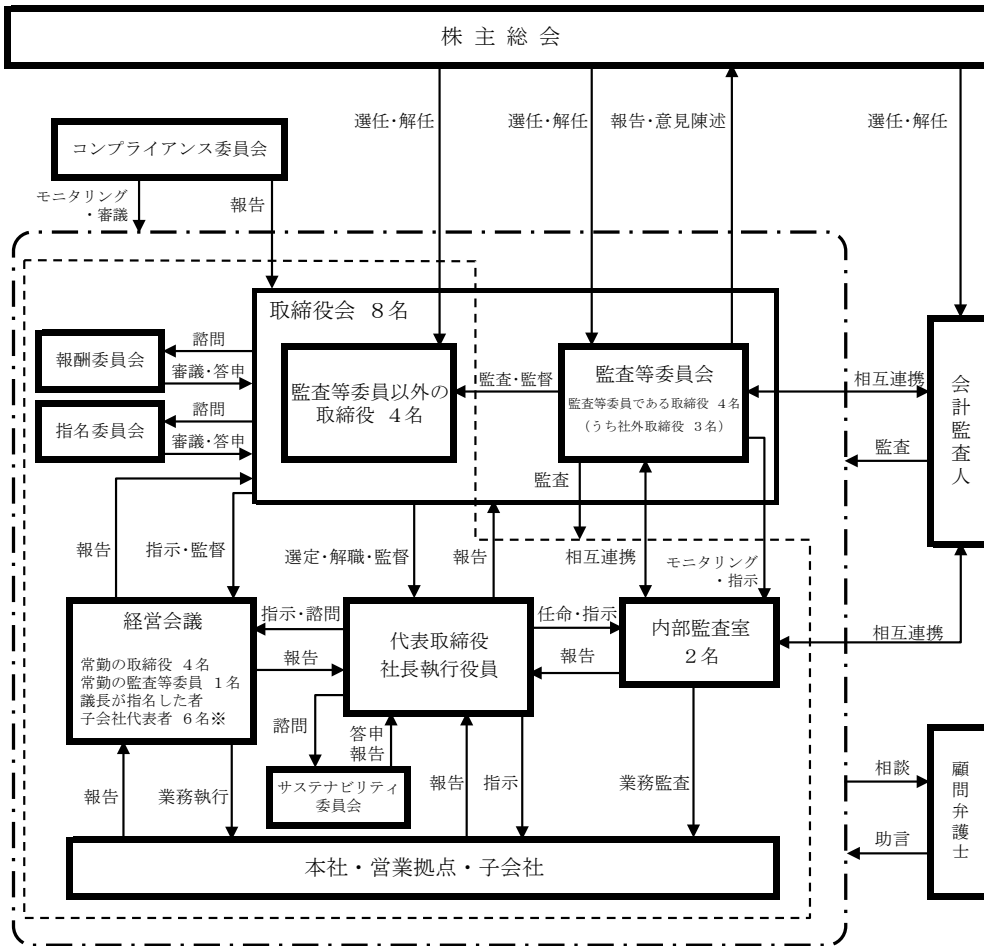 株主総会
選任・解任
選任・解任
報告・意見陳述
選任・解任
コンプライアンス委員会
モニタリング
・審議
報告
取締役会 8名
報酬委員会
諮問
審議・答申
指名委員会
諮問
審議・答申
監査等委員以外の
取締役 4名
監査・監督
監査等委員会
監査等委員である取締役 4名
(うち社外取締役 3名)
相互連携
会計監査人
監査
監査
報告
指示・監督
選定・解職・監督
報告
相互連携
モニタリング
・指示
経営会議
常勤の取締役 4名
常勤の監査等委員 1名
議長が指名した者
子会社代表者 6名※
指示・諮問
報告
代表取締役
社長執行役員
任命・指示
報告
内部監査室
2名
相互連携
諮問
答申
報告
サステナビリティ
委員会
報告
業務執行
報告
指示
業務監査
相談
助言
顧問弁護士
本社・営業拠点・子会社